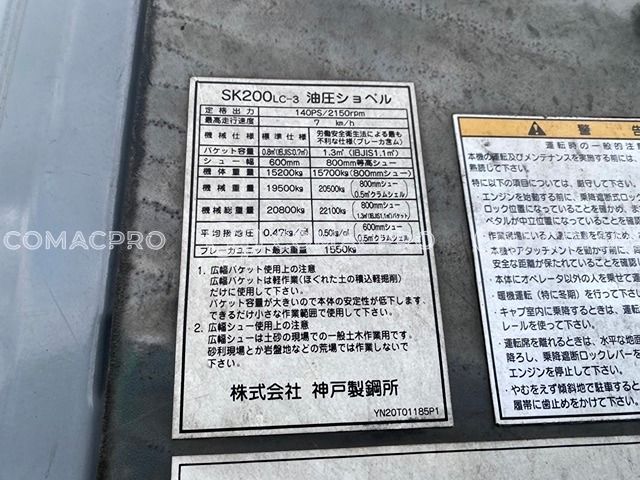 SK200LC-3 油圧ショベル
定格出力 140PS/2150rpm
最高走行速度 7 km/h
機械仕様 標準仕様 労働安全衛生法による最も不利な仕様(ブレーカ含ム)
バケット容量 0.8m³(旧JIS0.7m³) 1.3m³(旧JIS1.1m³)
シュー幅 600mm 800mm等高シュー
機体重量 15200kg 15700kg(800mmシュー)
機械重量 19500kg 20500kg (800mmシュー 0.5m³クラムシェル)
機械総重量 20800kg 22100kg (800mmシュー 1.3m³(旧JIS1.1m³)バケット)
平均接地圧 0.47kg/cm² 0.50kg/cm² (600mmシュー 0.5m³クラムシェル)
ブレーカユニット最大重量 1550kg
COMACPRO COMACPRO
1. 広幅バケット使用上の注意
広幅バケットは軽作業(ほぐれた土の積込軽掘削)
だけに使用して下さい。
バケット容量が大きいので本体の安定性が低下します、
できるだけ小さな作業範囲で使用して下さい。
2. 広幅シュー使用上の注意
広幅シューは土砂の現場での一般土木作業用です。
砂利現場とか岩盤地などの荒場では作業しないで
下さい。
株式会社 神戸製鋼所
YN20T01185P1
警告
運転時の一般的注
本機の運転及びメンテナンスを実施する前には、
熟読して下さい。
特に以下の項目については、厳守して下さい。
・エンジンを始動する前に、乗降遮断式ロック
ロック位置になっていることを確かめ、ま
ペダルが中立位置になっていることを確認
・作業現場にいる人達に注意を促すため、
・本機やアタッチメントを動かす前に、
安全な距離が保たれていることを確認
・本体にオペレータ以外の人を乗せて運
・暖機運転(特に冬期)を行って下さい
・キャブ室内に乗降するときは、
レールを使って下さい。
・運転席を離れるときは、水平な地面
降ろし、乗降遮断ロックレバーを
エンジンを停止して下さい。
・やむをえず傾斜地で駐車すると
履帯に歯止めをかけて下さい。